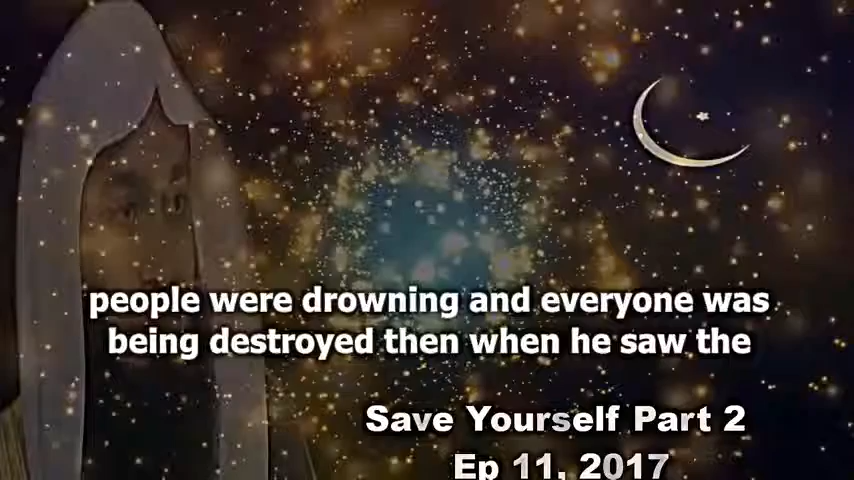 people were drowning and everyone was
being destroyed then when he saw the
Save Yourself Part 2
Ep 11, 2017